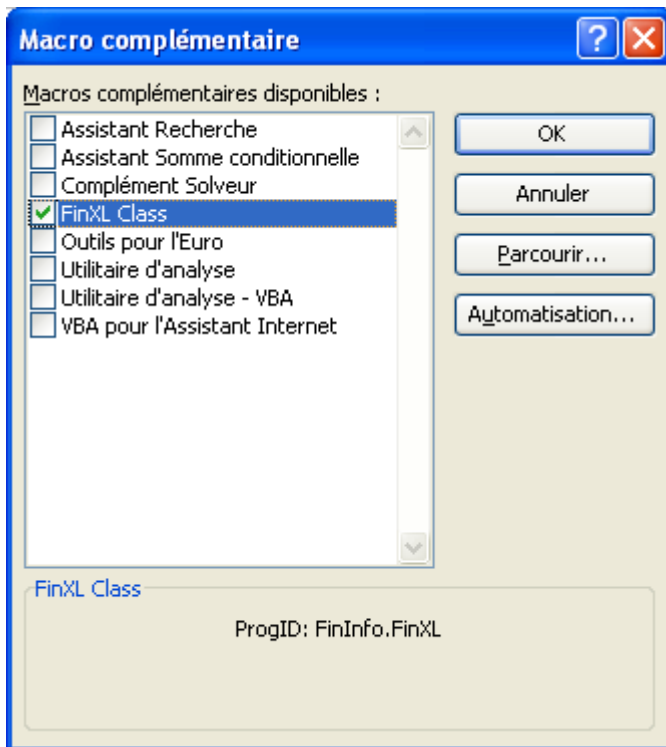 Macro complémentaire
Macros complémentaires disponibles :
Assistant Recherche
Assistant Somme conditionnelle
Complément Solveur
FinXL Class
Outils pour l'Euro
Utilitaire d'analyse
Utilitaire d'analyse - VBA
VBA pour l'Assistant Internet
OK
Annuler
Parcourir...
Automatisation...
FinXL Class
ProgID: FinInfo.FinXL